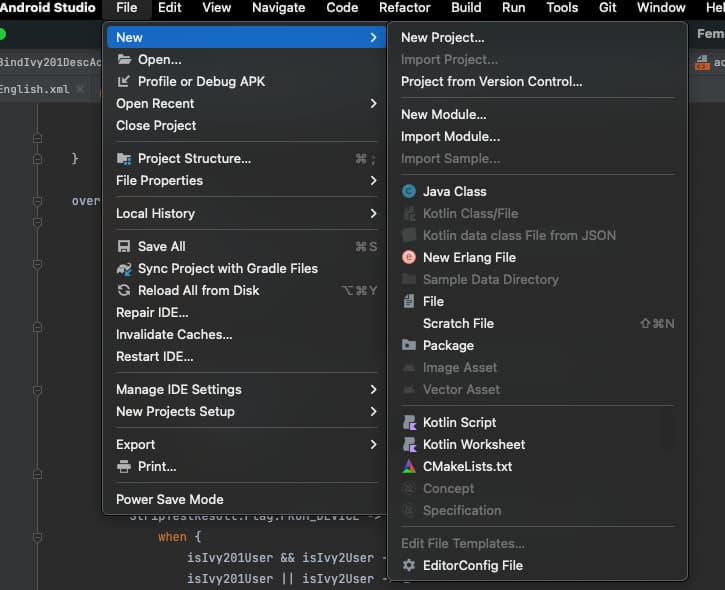 Android Studio File Edit View Navigate Code Refactor Build Run Tools Git Window Hel
Fem
BindIvy201DescAc
English.xml
}
over
New
Open...
Profile or Debug APK
Open Recent
Close Project
Project Structure... ⌘ ;
File Properties
Local History
Save All ⌘ S
Sync Project with Gradle Files
Reload All from Disk ⌥⌘Y
Repair IDE...
Invalidate Caches...
Restart IDE...
Manage IDE Settings
New Projects Setup
Export
Print...
Power Save Mode
New Project...
Import Project...
Project from Version Control...
New Module...
Import Module...
Import Sample...
Java Class
Kotlin Class/File
Kotlin data class File from JSON
New Erlang File
Sample Data Directory
File
Scratch File ⇧⌘N
Package
Image Asset
Vector Asset
Kotlin Script
Kotlin Worksheet
CMakeLists.txt
Concept
Specification
Edit File Templates...
EditorConfig File
when {
isIvy201User && isIvy2User -
isIvy201User || isIvy2User ->